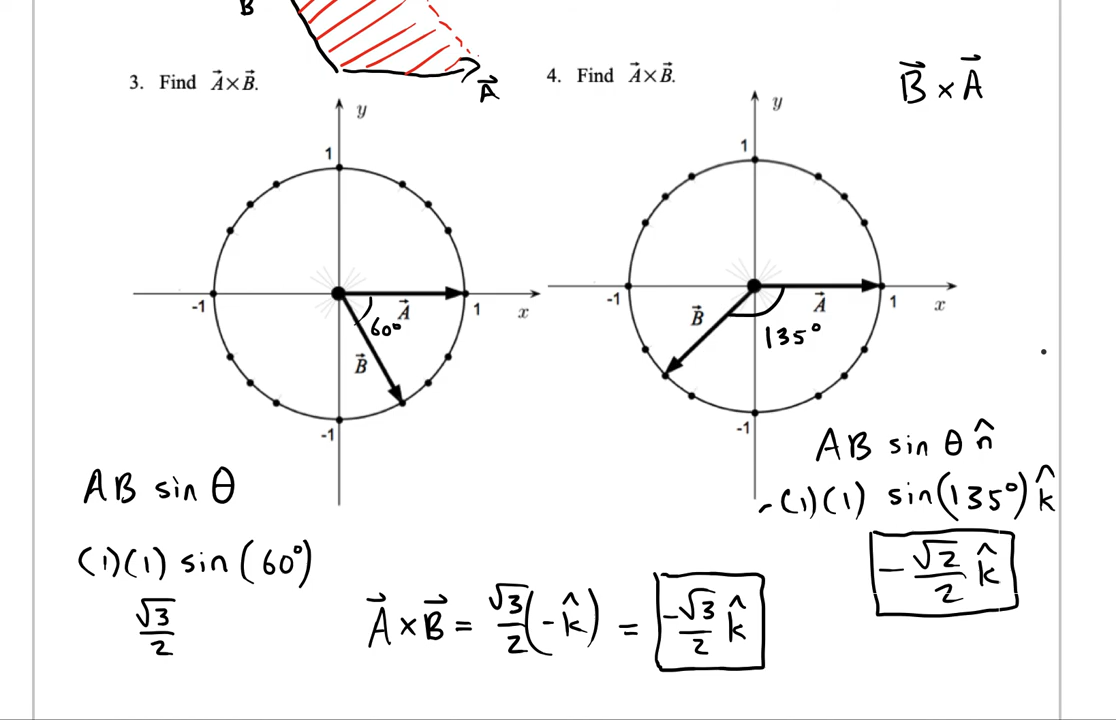 B
A⃗
3. Find A⃗×B⃗.
4. Find A⃗×B⃗.
B⃗ × A⃗
y
1
-1
1
x
A⃗
60°
B⃗
-1
y
1
-1
1
x
A⃗
B⃗
135°
-1
AB sin θ
(1)(1) sin(60°)
√3/2
A⃗ × B⃗ = √3/2 (-k̂) = -√3/2 k̂
AB sin θ n̂
-(1)(1) sin(135°) k̂
-√2/2 k̂